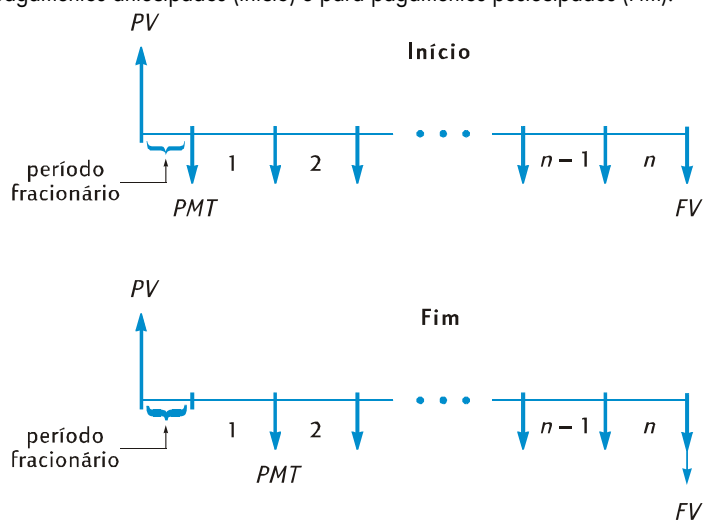 pagamentos antecipados (Início) e para pagamentos postecipados (Fim).
PV
Início
período
fracionário
1
2
n – 1
n
PMT
FV
PV
Fim
período
fracionário
1
2
n – 1
n
PMT
FV